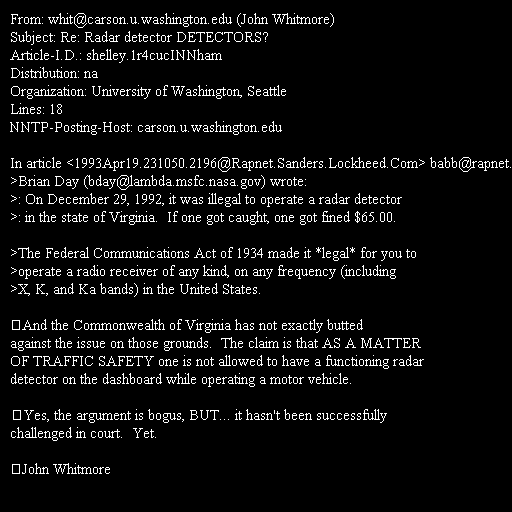 From: whit@carson.u.washington.edu (John Whitmore)
Subject: Re: Radar detector DETECTORS?
Article-I.D.: shelley.1r4cucINNham
Distribution: na
Organization: University of Washington, Seattle
Lines: 18
NNTP-Posting-Host: carson.u.washington.edu

In article <1993Apr19.231050.2196@Rapnet.Sanders.Lockheed.Com> babb@rapnet.
>Brian Day (bday@lambda.msfc.nasa.gov) wrote:
>: On December 29, 1992, it was illegal to operate a radar detector
>: in the state of Virginia.  If one got caught, one got fined $65.00.

>The Federal Communications Act of 1934 made it *legal* for you to
>operate a radio receiver of any kind, on any frequency (including
>X, K, and Ka bands) in the United States.

And the Commonwealth of Virginia has not exactly butted
against the issue on those grounds.  The claim is that AS A MATTER
OF TRAFFIC SAFETY one is not allowed to have a functioning radar
detector on the dashboard while operating a motor vehicle.

Yes, the argument is bogus, BUT... it hasn't been successfully
challenged in court.  Yet.

John Whitmore